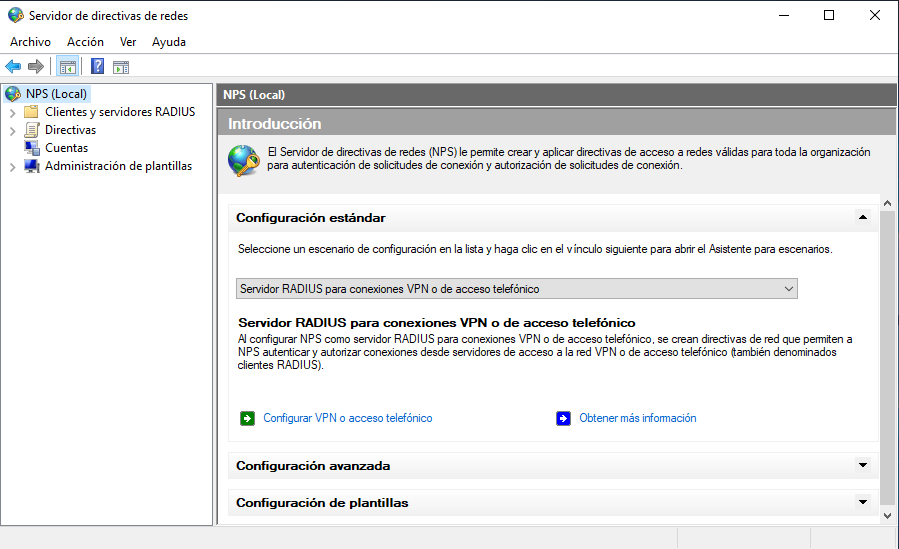 Servidor de directivas de redes
Archivo Acción Ver Ayuda
NPS (Local)
Clientes y servidores RADIUS
Directivas
Cuentas
Administración de plantillas
NPS (Local)
Introducción
El Servidor de directivas de redes (NPS) le permite crear y aplicar directivas de acceso a redes válidas para toda la organización
para autenticación de solicitudes de conexión y autorización de solicitudes de conexión.
Configuración estándar
Seleccione un escenario de configuración en la lista y haga clic en el vínculo siguiente para abrir el Asistente para escenarios.
Servidor RADIUS para conexiones VPN o de acceso telefónico
Servidor RADIUS para conexiones VPN o de acceso telefónico
Al configurar NPS como servidor RADIUS para conexiones VPN o de acceso telefónico, se crean directivas de red que permiten a
NPS autenticar y autorizar conexiones desde servidores de acceso a la red VPN o de acceso telefónico (también denominados
clientes RADIUS).
Configurar VPN o acceso telefónico Obtener más información
Configuración avanzada
Configuración de plantillas